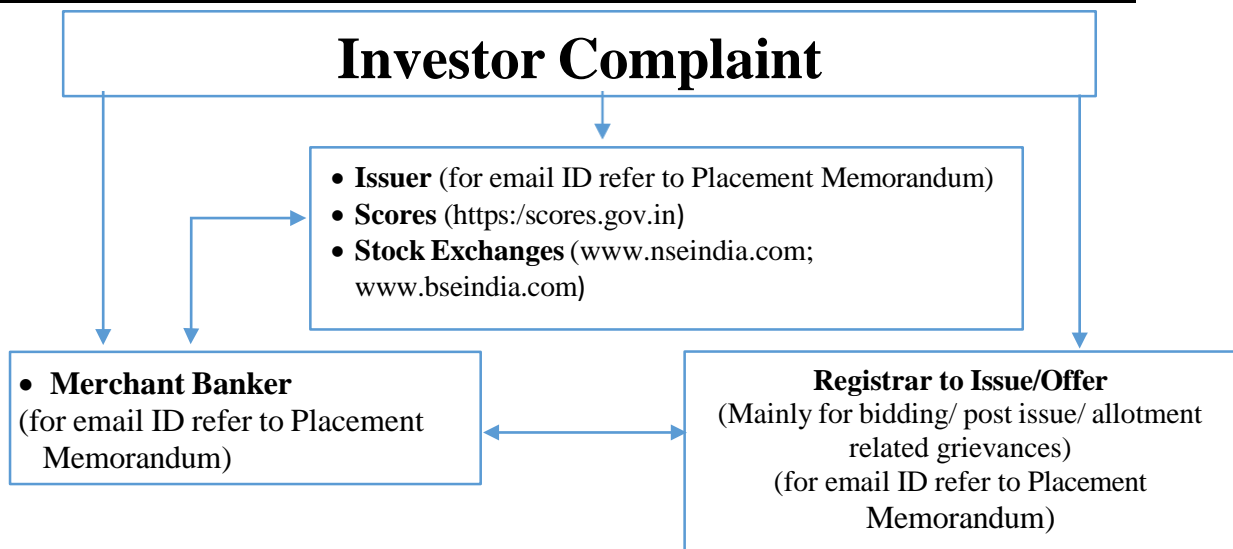 Investor Complaint
• Issuer (for email ID refer to Placement Memorandum)
• Scores (https:/scores.gov.in)
• Stock Exchanges (www.nseindia.com;
www.bseindia.com)
• Merchant Banker
(for email ID refer to Placement
Memorandum)
Registrar to Issue/Offer
(Mainly for bidding/ post issue/ allotment
related grievances)
(for email ID refer to Placement
Memorandum)